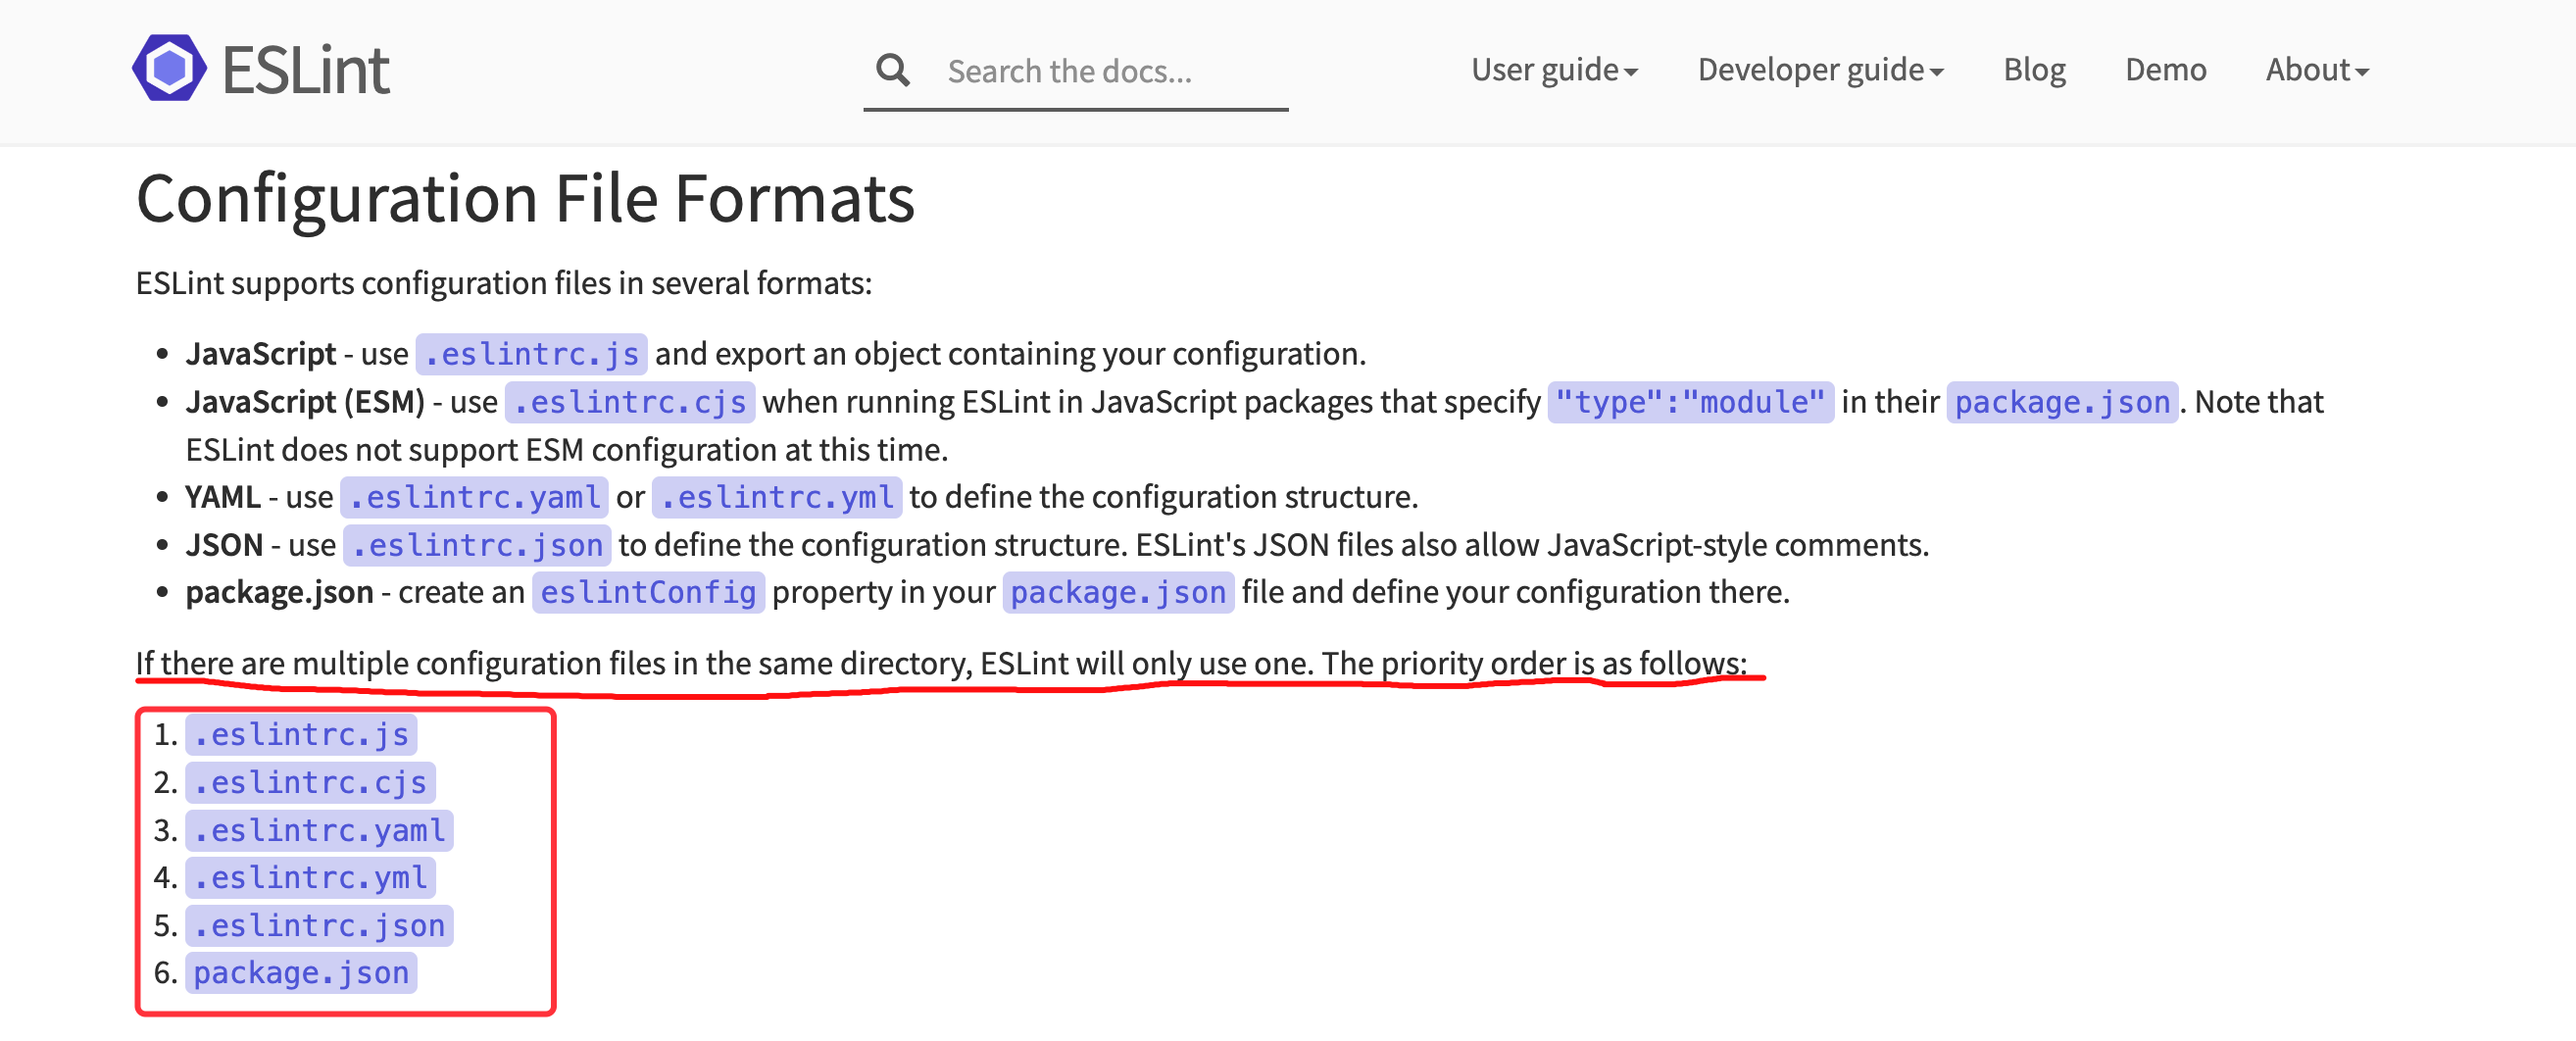 ESLint
Search the docs...
User guide
Developer guide
Blog
Demo
About
Configuration File Formats
ESLint supports configuration files in several formats:
• JavaScript - use .eslintrc.js and export an object containing your configuration.
• JavaScript (ESM) - use .eslintrc.cjs when running ESLint in JavaScript packages that specify "type":"module" in their package.json. Note that
ESLint does not support ESM configuration at this time.
• YAML - use .eslintrc.yaml or .eslintrc.yml to define the configuration structure.
• JSON - use .eslintrc.json to define the configuration structure. ESLint's JSON files also allow JavaScript-style comments.
• package.json - create an eslintConfig property in your package.json file and define your configuration there.
If there are multiple configuration files in the same directory, ESLint will only use one. The priority order is as follows:
1. .eslintrc.js
2. .eslintrc.cjs
3. .eslintrc.yaml
4. .eslintrc.yml
5. .eslintrc.json
6. package.json